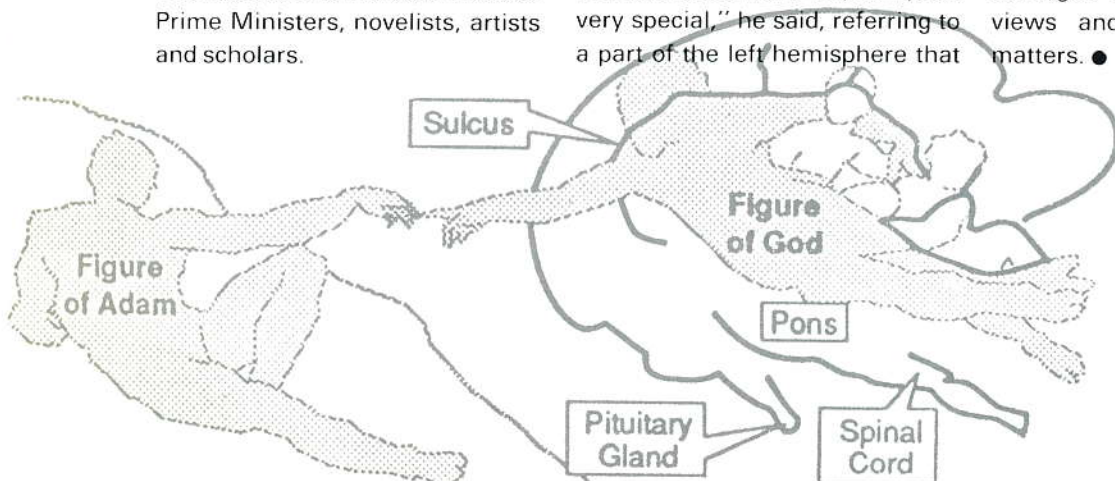 Prime Ministers, novelists, artists
and scholars.
very special," he said, referring to
a part of the left hemisphere that
views and
matters. ●
Sulcus
Figure
of God
Figure
of Adam
Pons
Pituitary
Gland
Spinal
Cord